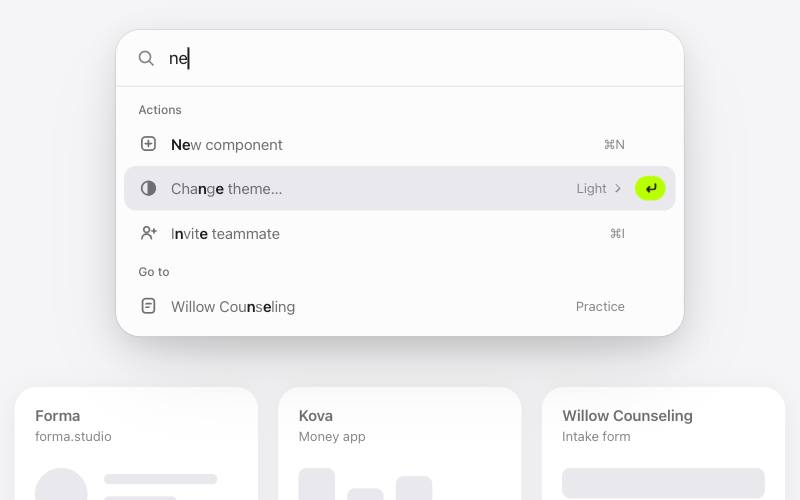 ne
Actions
New component ⌘N
Change theme... Light
Invite teammate ⌘I
Go to
Willow Counseling Practice
Forma
forma.studio
Kova
Money app
Willow Counseling
Intake form